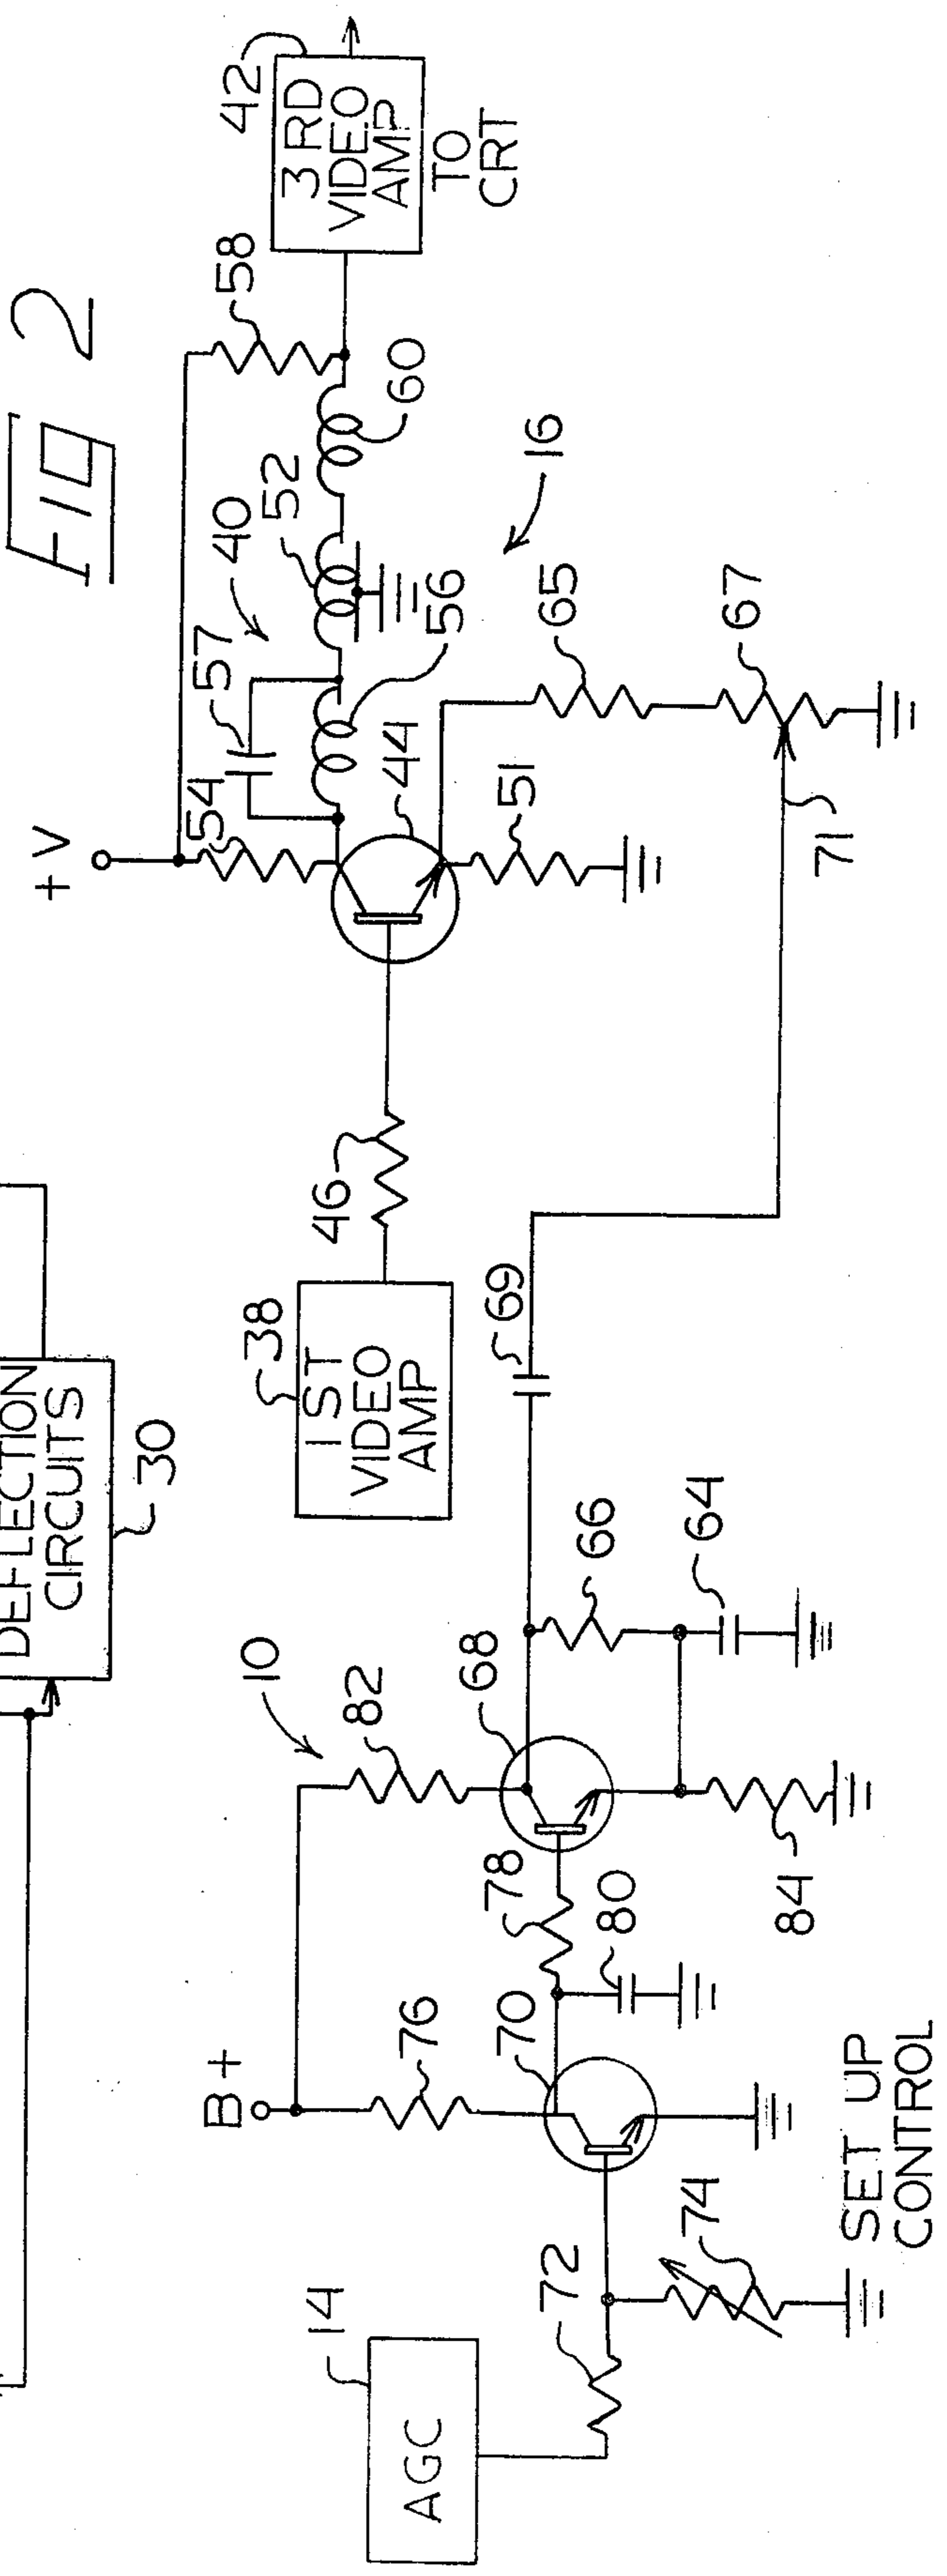 Fig 2
DEFLECTION
CIRCUITS
30
+ V
54
57
40
52
58
42
3 RD
VIDEO
AMP
TO
CRT
60
56
44
16
51
65
67
71
38
1 ST
VIDEO
AMP
46
69
B +
10
76
82
68
66
64
70
78
80
84
14
AGC
72
74
SET UP
CONTROL